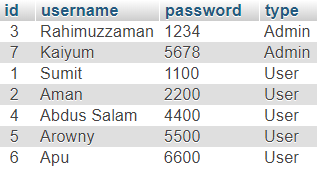 id username password type
3 Rahimuzzaman 1234 Admin
7 Kaiyum 5678 Admin
1 Sumit 1100 User
2 Aman 2200 User
4 Abdus Salam 4400 User
5 Arowny 5500 User
6 Apu 6600 User